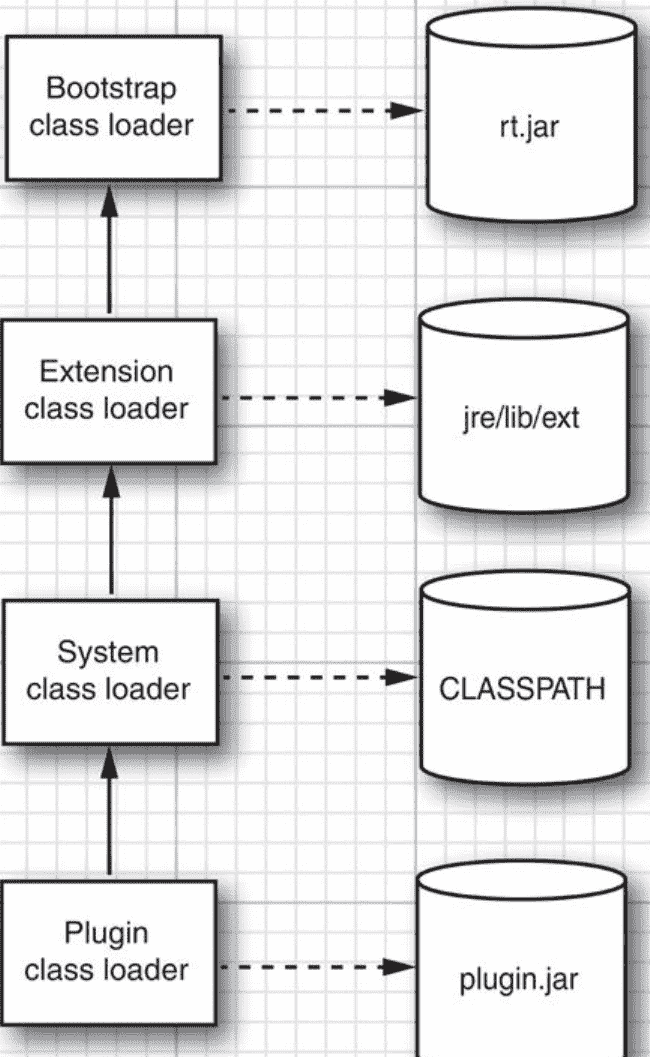 Bootstrap
class loader
rt.jar
Extension
class loader
jre/lib/ext
System
class loader
CLASSPATH
Plugin
class loader
plugin.jar